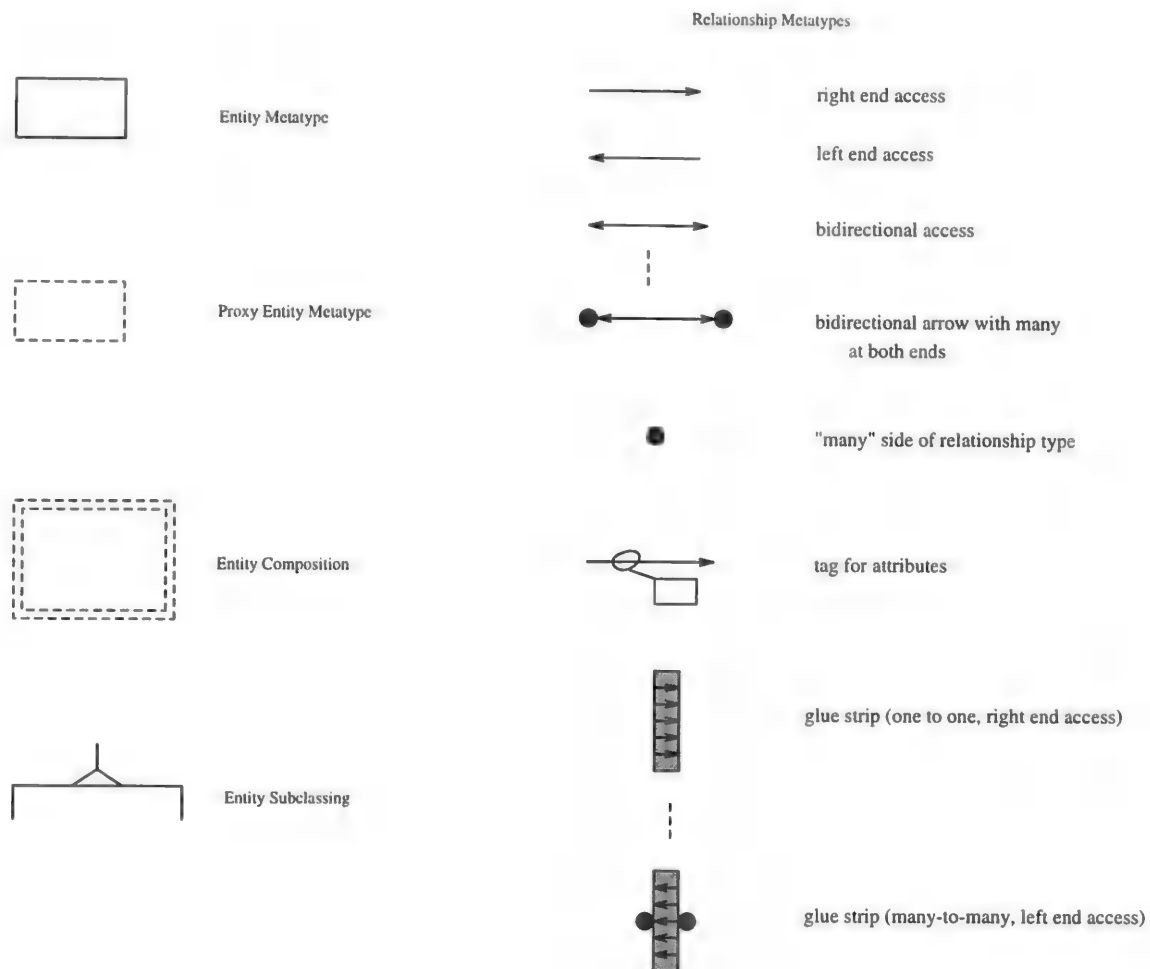 Relationship Metatypes
Entity Metatype
Proxy Entity Metatype
Entity Composition
Entity Subclassing
right end access
left end access
bidirectional access
bidirectional arrow with many
at both ends
"many" side of relationship type
tag for attributes
glue strip (one to one, right end access)
glue strip (many-to-many, left end access)